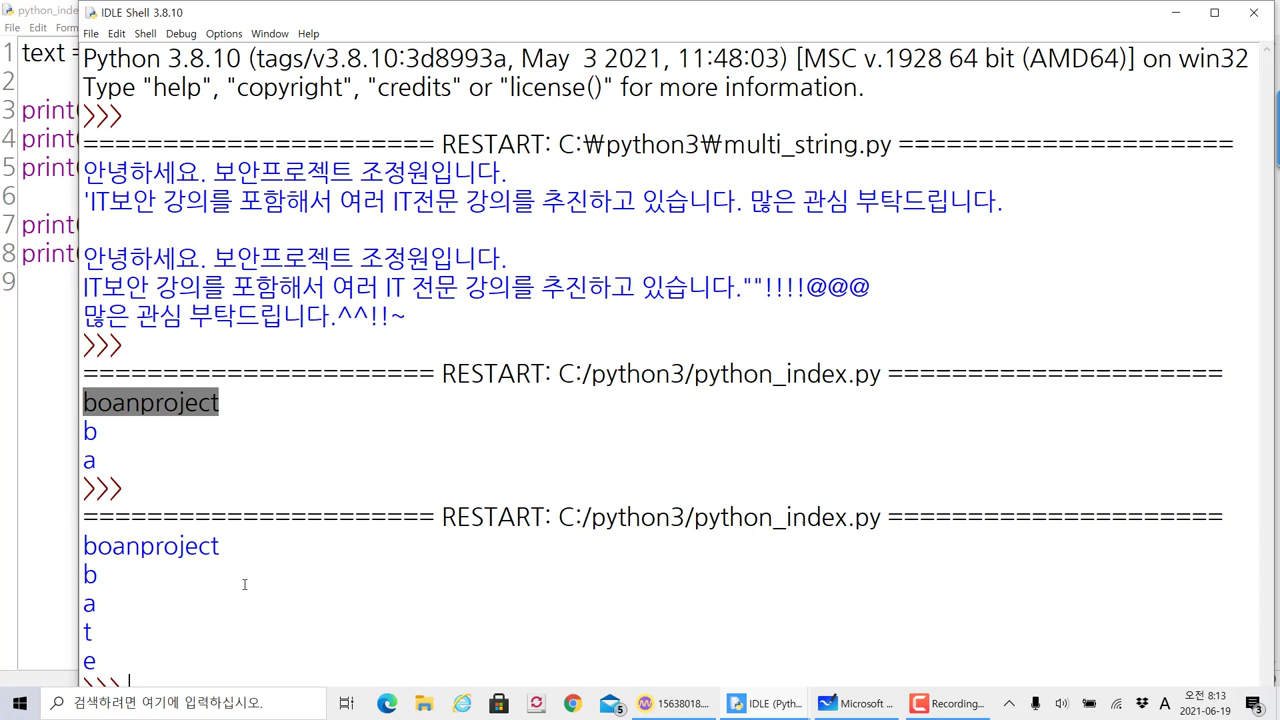 python_ind
IDLE Shell 3.8.10
File Edit Form
File Edit Shell Debug Options Window Help
1 text =
2
3 print(
4 print(
5 print(
6
7 print(
8 print(
9
Python 3.8.10 (tags/v3.8.10:3d8993a, May  3 2021, 11:48:03) [MSC v.1928 64 bit (AMD64)] on win32
Type "help", "copyright", "credits" or "license()" for more information.
>>>
====================== RESTART: C:₩python3₩multi_string.py =====================
안녕하세요. 보안프로젝트 조정원입니다.
'IT보안 강의를 포함해서 여러 IT전문 강의를 추진하고 있습니다. 많은 관심 부탁드립니다.
안녕하세요. 보안프로젝트 조정원입니다.
IT보안 강의를 포함해서 여러 IT 전문 강의를 추진하고 있습니다.""!!!!@@@
많은 관심 부탁드립니다.^^!!~
>>>
====================== RESTART: C:/python3/python_index.py =====================
boanproject
b
a
>>>
====================== RESTART: C:/python3/python_index.py =====================
boanproject
b
a
t
e
>>>
검색하려면 여기에 입력하십시오.
5
15638018...
IDLE (Pyth...
Microsoft ...
Recording...
A
오전 8:13
2021-06-19
3